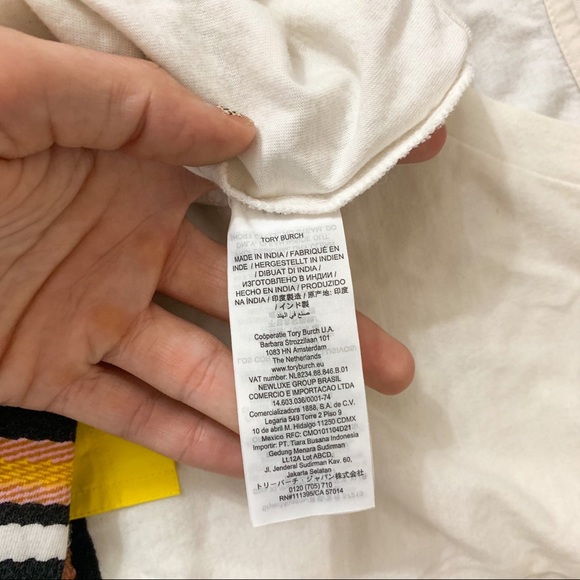 TORY BURCH
MADE IN INDIA / FABRIQUÉ EN
INDE / HERGESTELLT IN INDIEN
/ DIBUAT DI INDIA /
ИЗГОТОВЛЕНО В ИНДИИ /
HECHO EN INDIA / PRODUZIDO
NA ÍNDIA / 印度製造 / 原产地: 印度
/ インド製
صنع في الهند
Coöperatie Tory Burch U.A.
Barbara Strozzilaan 101
1083 HN Amsterdam
The Netherlands
www.toryburch.com
VAT number: NL8234.88.846.B.01
NEWLUXE GROUP BRASIL
COMERCIO E IMPORTACAO LTDA
14.603.036/0001-74
Comercializadora 1888, S.A. de C.V.
Legaria 549 Torre 2 Piso 9
10 de abril M. Hidalgo 11250 CDMX
Mexico RFC: CMO101104D21
Importir: PT. Tiara Busana Indonesia
Gedung Menara Sudirman
Lt.12A Lot ABCD,
Jl. Jenderal Sudirman Kav. 60,
Jakarta Selatan
トリーバーチ・ジャパン株式会社
0120 (705) 710
RN#111395/CA 57014